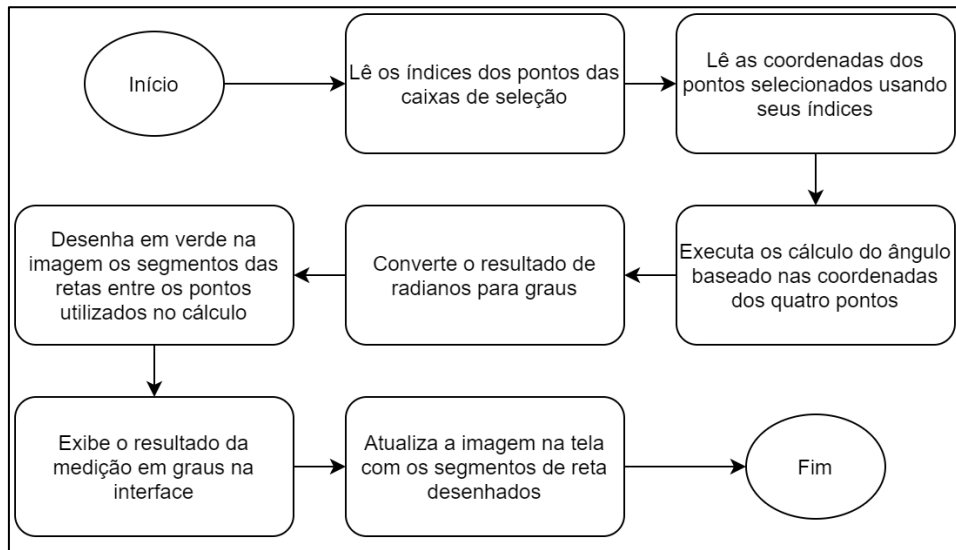 Início
Lê os índices dos pontos das
caixas de seleção
Lê as coordenadas dos
pontos selecionados usando
seus índices
Executa os cálculo do ângulo
baseado nas coordenadas
dos quatro pontos
Converte o resultado de
radianos para graus
Desenha em verde na
imagem os segmentos das
retas entre os pontos
utilizados no cálculo
Exibe o resultado da
medição em graus na
interface
Atualiza a imagem na tela
com os segmentos de reta
desenhados
Fim